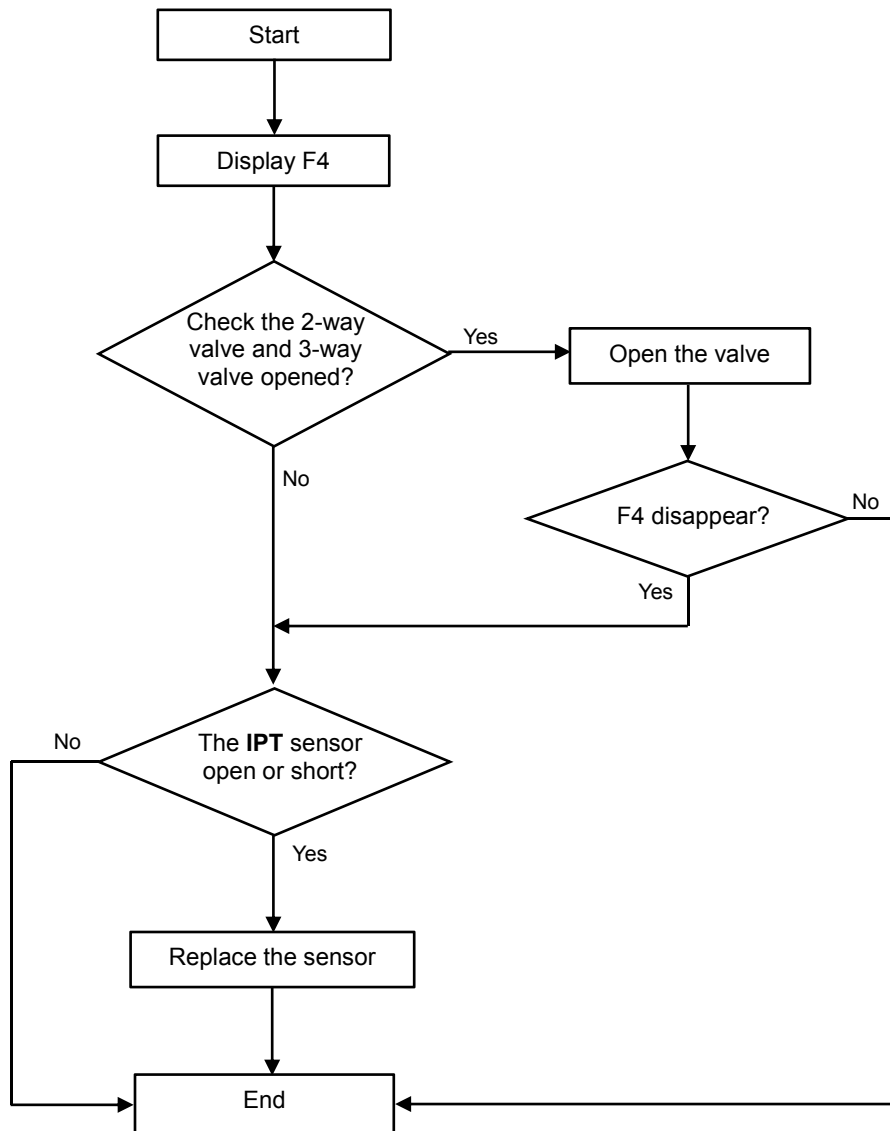 Start
Display F4
Check the 2-way
valve and 3-way
valve opened?
Yes
Open the valve
No
F4 disappear?
No
Yes
No
The IPT sensor
open or short?
Yes
Replace the sensor
End